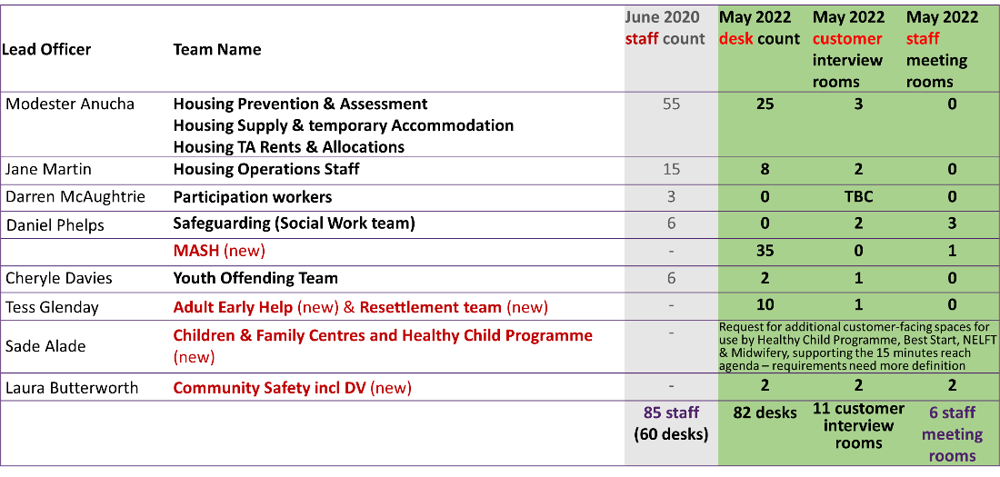 Lead Officer Team Name June 2020 staff count May 2022 desk count May 2022 customer interview rooms May 2022 staff meeting rooms
Modester Anucha Housing Prevention & Assessment 55 25 3 0
Housing Supply & temporary Accommodation
Housing TA Rents & Allocations
Jane Martin Housing Operations Staff 15 8 2 0
Darren McAughtrie Participation workers 3 0 TBC 0
Daniel Phelps Safeguarding (Social Work team) 6 0 2 3
MASH (new) - 35 0 1
Cheryle Davies Youth Offending Team 6 2 1 0
Tess Glenday Adult Early Help (new) & Resettlement team (new) - 10 1 0
Sade Alade Children & Family Centres and Healthy Child Programme
(new) -
Request for additional customer-facing spaces for
use by Healthy Child Programme, Best Start, NELFT
& Midwifery, supporting the 15 minutes reach
agenda – requirements need more definition
Laura Butterworth Community Safety incl DV (new) - 2 2 2
85 staff
(60 desks)
82 desks
11 customer
interview
rooms
6 staff
meeting
rooms